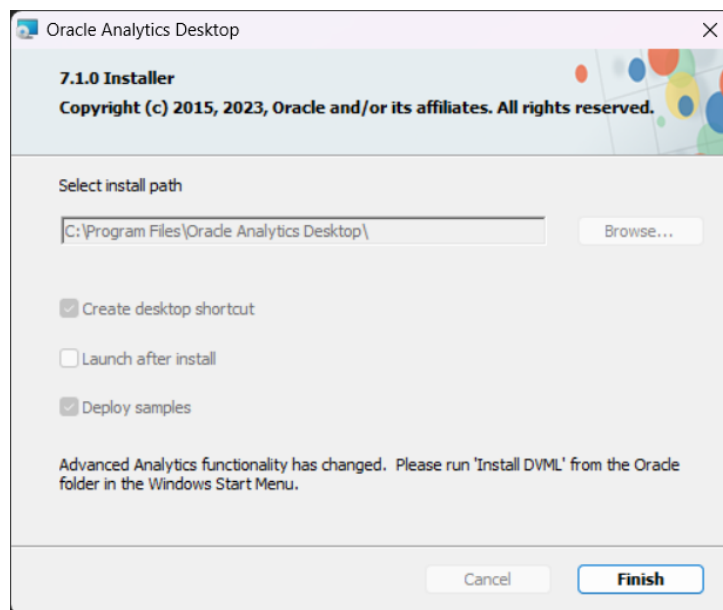 Oracle Analytics Desktop
7.1.0 Installer
Copyright (c) 2015, 2023, Oracle and/or its affiliates. All rights reserved.
Select install path
C:\Program Files\Oracle Analytics Desktop\
Browse...
Create desktop shortcut
Launch after install
Deploy samples
Advanced Analytics functionality has changed.  Please run 'Install DVML' from the Oracle
folder in the Windows Start Menu.
Cancel
Finish